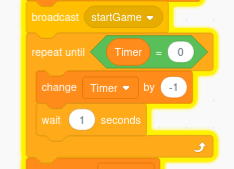 broadcast startGame
repeat until Timer = 0
change Timer by -1
wait 1 seconds